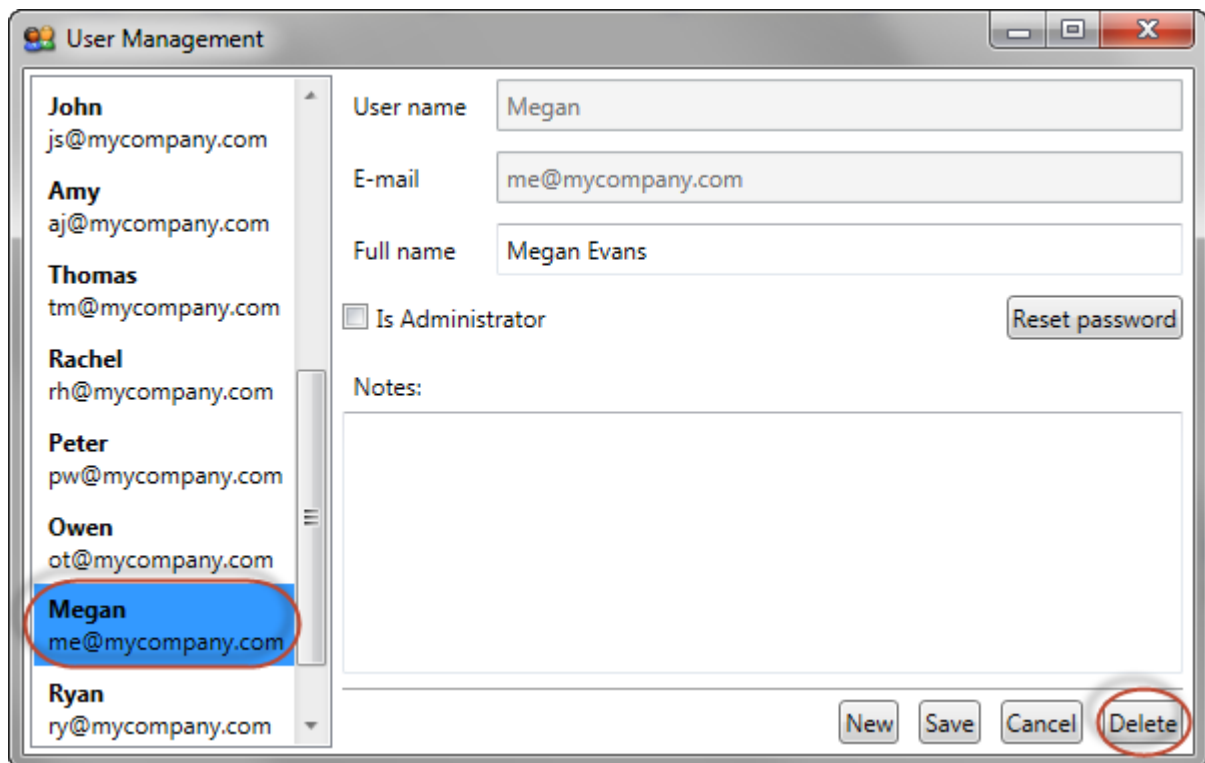 User Management
John
js@mycompany.com
Amy
aj@mycompany.com
Thomas
tm@mycompany.com
Rachel
rh@mycompany.com
Peter
pw@mycompany.com
Owen
ot@mycompany.com
Megan
me@mycompany.com
Ryan
ry@mycompany.com
User name Megan
E-mail me@mycompany.com
Full name Megan Evans
Is Administrator Reset password
Notes:
New Save Cancel Delete